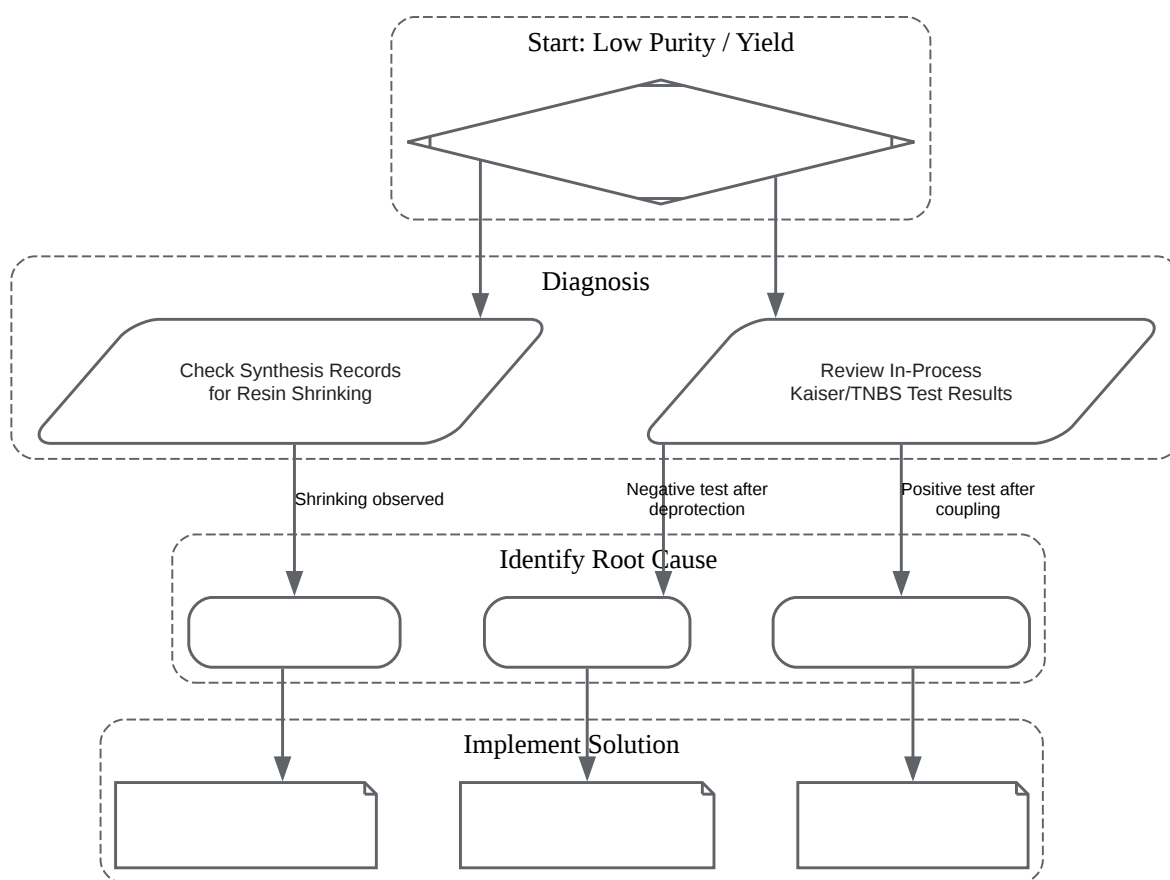 Start: Low Purity / Yield
Diagnosis
Check Synthesis Records
for Resin Shrinking
Review In-Process
Kaiser/TNBS Test Results
Shrinking observed
Negative test after
deprotection
Positive test after
coupling
Identify Root Cause
Implement Solution